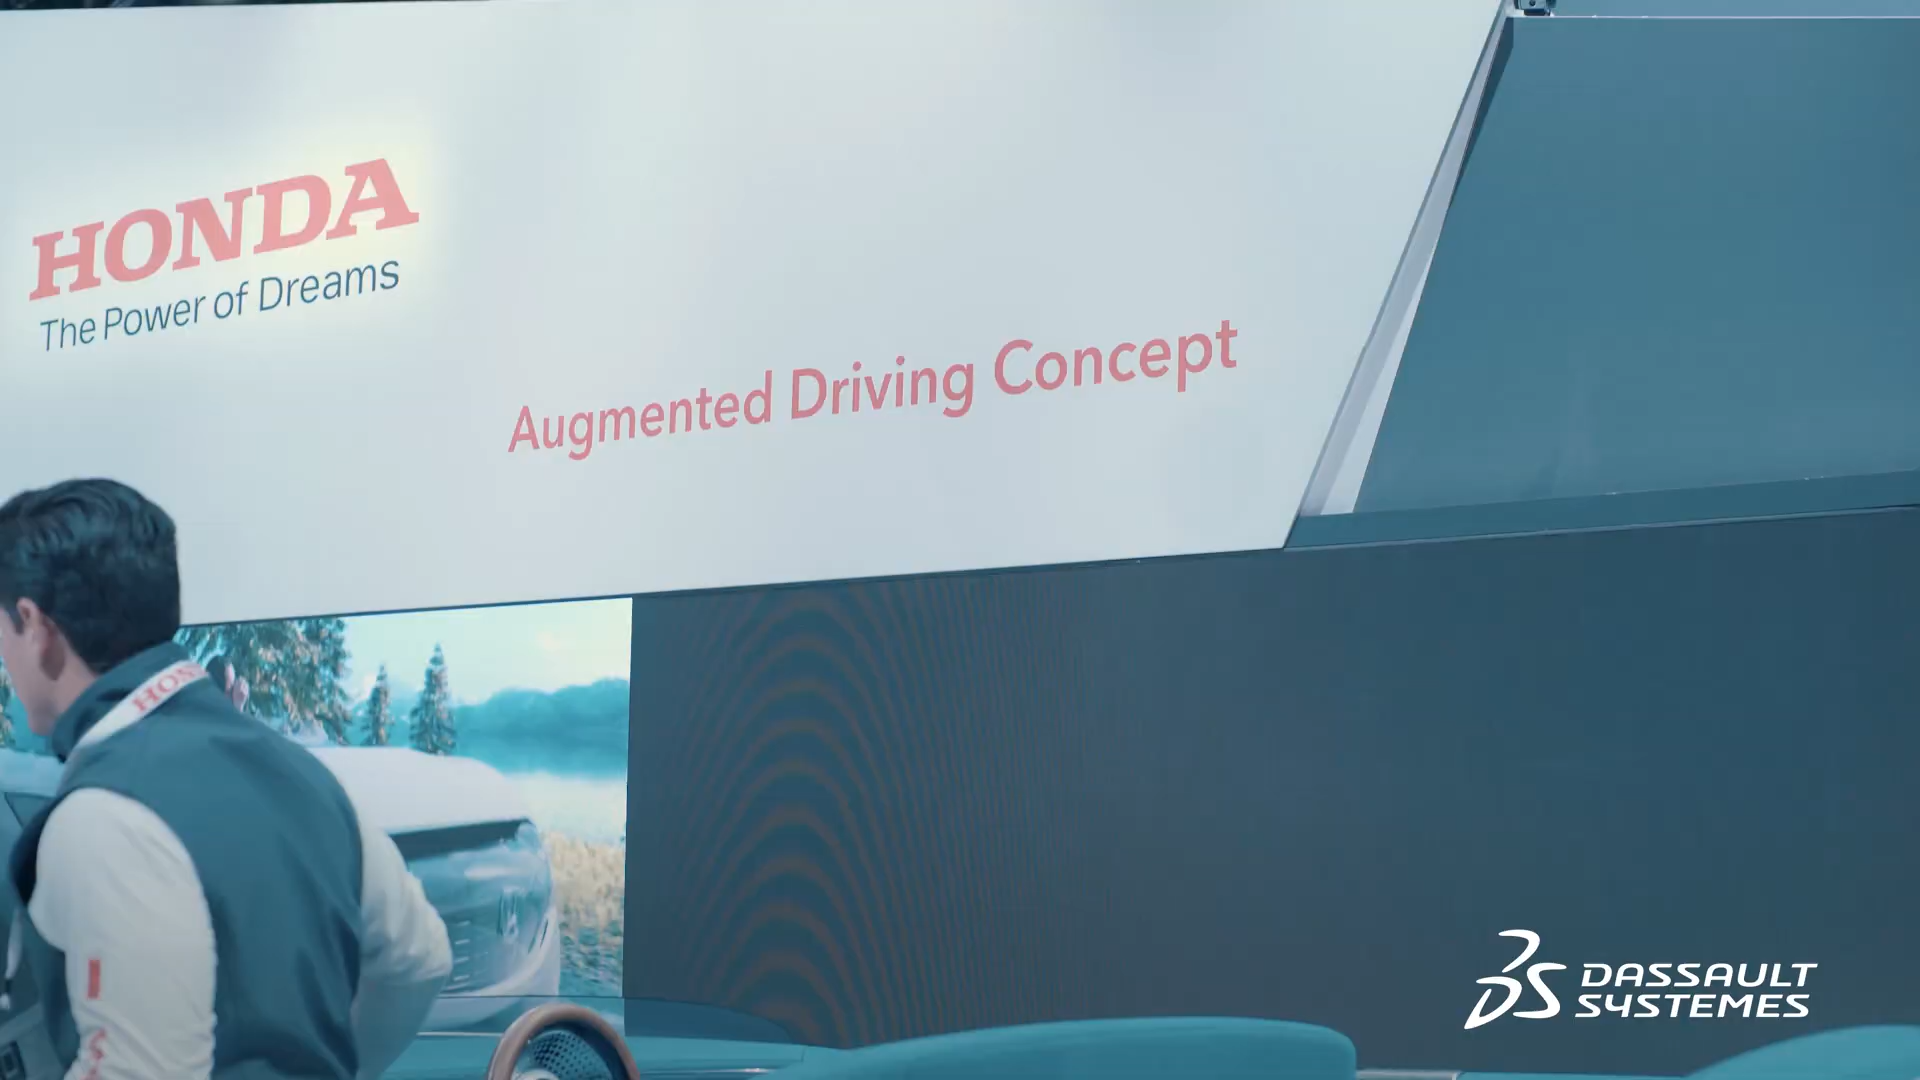 HONDA
The Power of Dreams
Augmented Driving Concept
DASSAULT
SYSTEMES